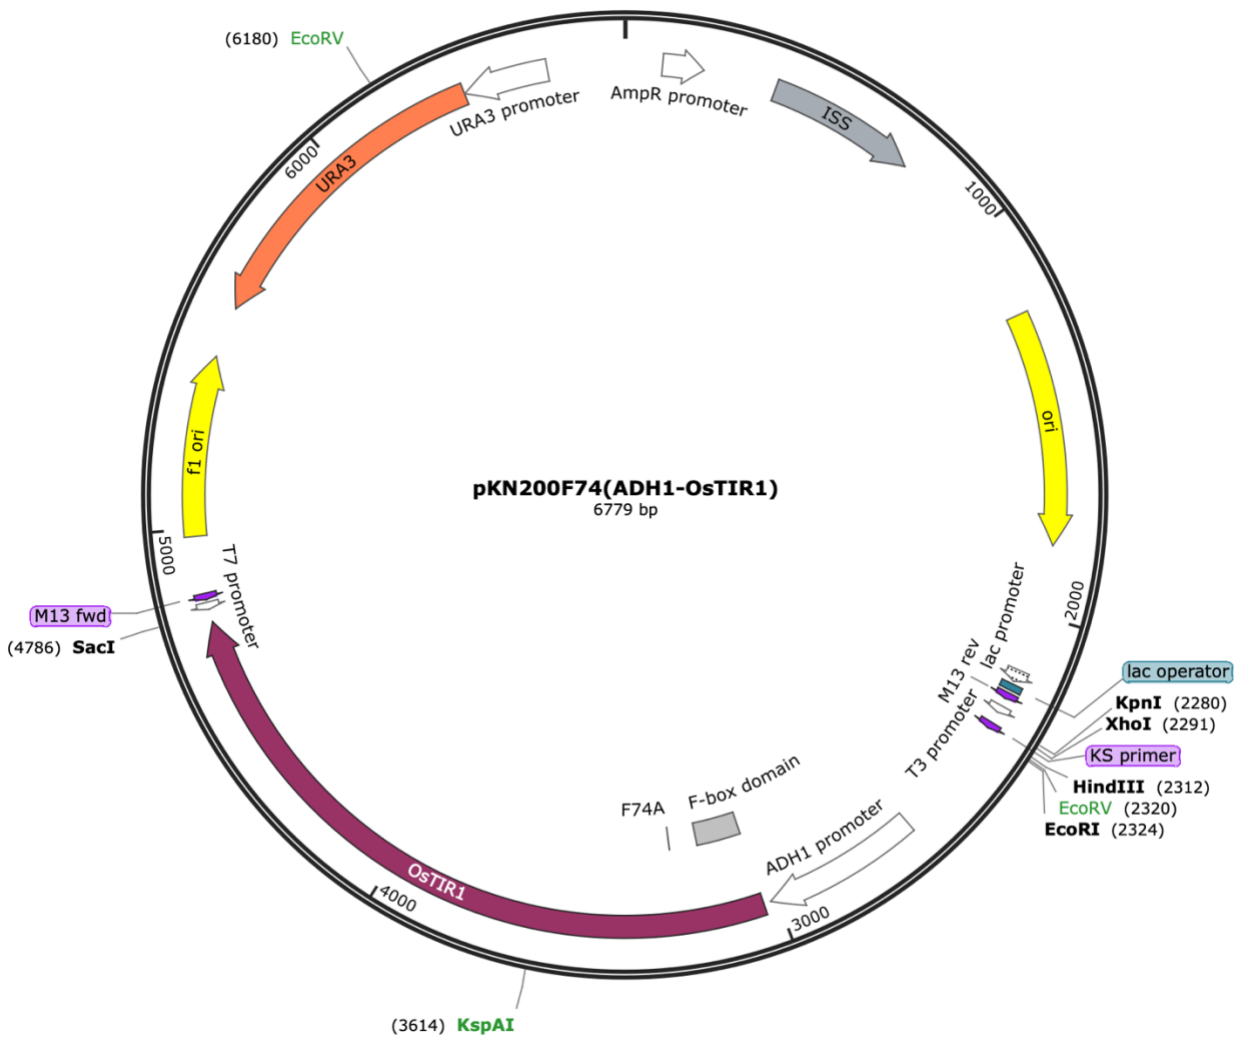 (6180) EcoRV
URA3 promoter
AmpR promoter
ISS
1000
6000
URA3
ori
f1 ori
pKN200F74(ADH1-OsTIR1)
6779 bp
5000
T7 promoter
2000
lac promoter
M13 fwd
(4786) SacI
M13 rev
lac operator
KpnI (2280)
XhoI (2291)
T3 promoter
KS primer
HindIII (2312)
EcoRV (2320)
EcoRI (2324)
F74A
F-box domain
ADH1 promoter
OsTIR1
4000
3000
(3614) KspAI